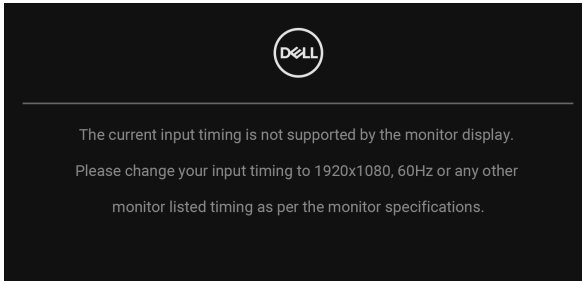 DELL
The current input timing is not supported by the monitor display.
Please change your input timing to 1920x1080, 60Hz or any other
monitor listed timing as per the monitor specifications.